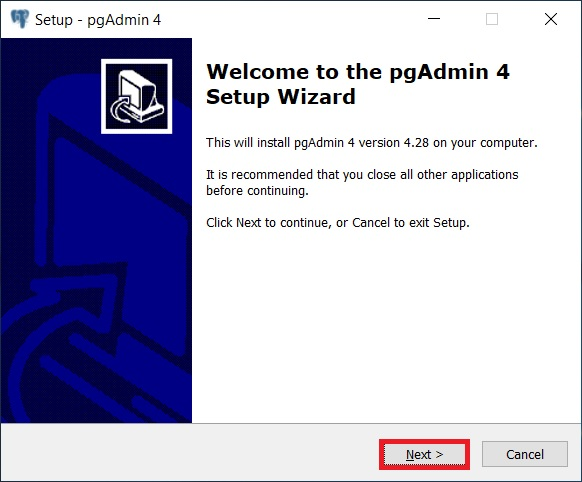 Setup - pgAdmin 4
Welcome to the pgAdmin 4
Setup Wizard
This will install pgAdmin 4 version 4.28 on your computer.
It is recommended that you close all other applications
before continuing.
Click Next to continue, or Cancel to exit Setup.
Next >
Cancel